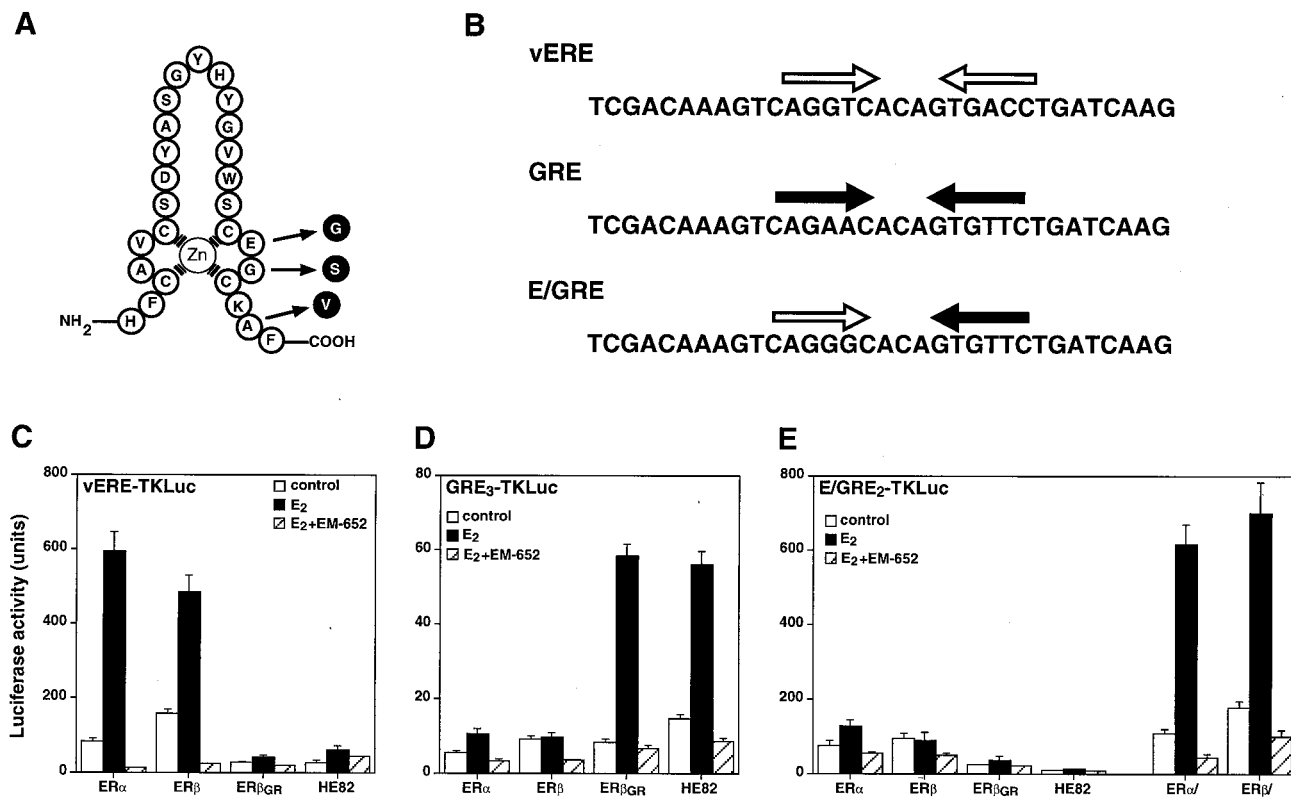 A
Y
G H
S Y
A G
Y V
D W
S S
C C
V E G
Zn
A G S
C C
F K V
H A
NH2 F COOH
B
vERE
TCGACAAAGTCAGGTCACAGTGACCTGATCAAG
GRE
TCGACAAAGTCAGAACACAGTGTTCTGATCAAG
E/GRE
TCGACAAAGTCAGGGCACAGTGTTCTGATCAAG
C
Luciferase activity (units)
800
600
400
200
0
vERE-TKLuc
control
E2
E2+EM-652
ERα ERβ ERβGR HE82
D
80
60
40
20
0
GRE3-TKLuc
control
E2
E2+EM-652
ERα ERβ ERβGR HE82
E
800
600
400
200
0
E/GRE2-TKLuc
control
E2
E2+EM-652
ERα ERβ ERβGR HE82 ERα/ ERβ/